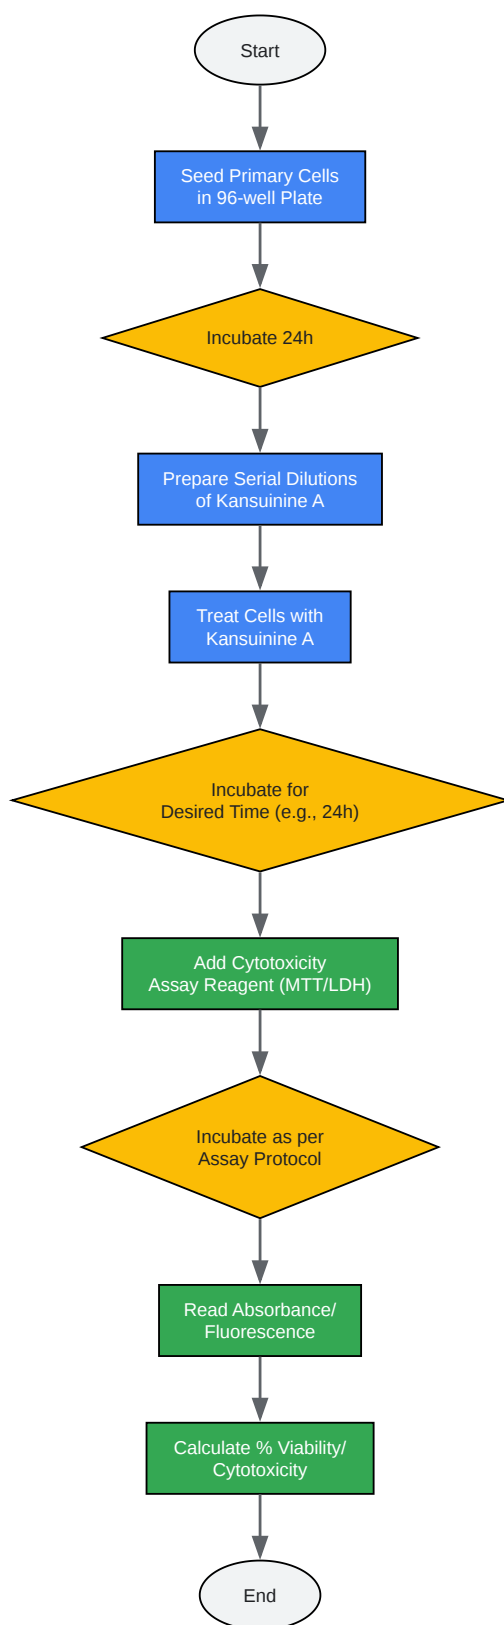 Start
Seed Primary Cells
in 96-well Plate
Incubate 24h
Prepare Serial Dilutions
of Kansuinine A
Treat Cells with
Kansuinine A
Incubate for
Desired Time (e.g., 24h)
Add Cytotoxicity
Assay Reagent (MTT/LDH)
Incubate as per
Assay Protocol
Read Absorbance/
Fluorescence
Calculate % Viability/
Cytotoxicity
End